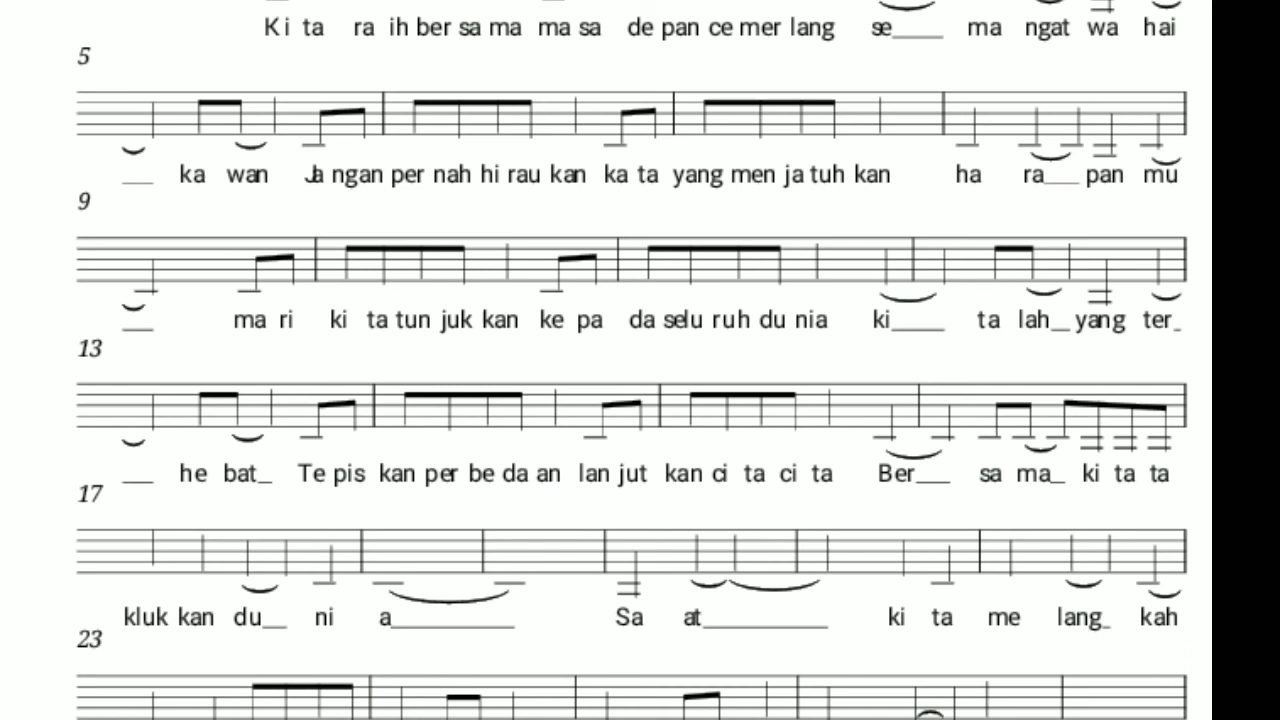 Ki ta ra ih ber sa ma ma sa de pan ce mer lang se____ ma ngat wa hai
5
___ ka wan Ja ngan per nah hi rau kan ka ta yang men ja tuh kan ha ra___ pan mu
9
___ ma ri ki ta tun juk kan ke pa da selu ruh du nia ki____ ta lah__ yang ter_
13
___ he bat_ Te pis kan per be da an lan jut kan ci ta ci ta Ber___ sa ma_ ki ta ta
17
kluk kan du__ ni a__________ Sa at__________ ki ta me lang_ kah
23